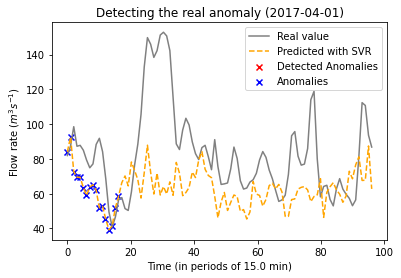 Detecting the real anomaly (2017-04-01)
Real value
Predicted with SVR
Detected Anomalies
Anomalies
Flow rate (m³s⁻¹)
140
120
100
80
60
40
0 20 40 60 80 100
Time (in periods of 15.0 min)